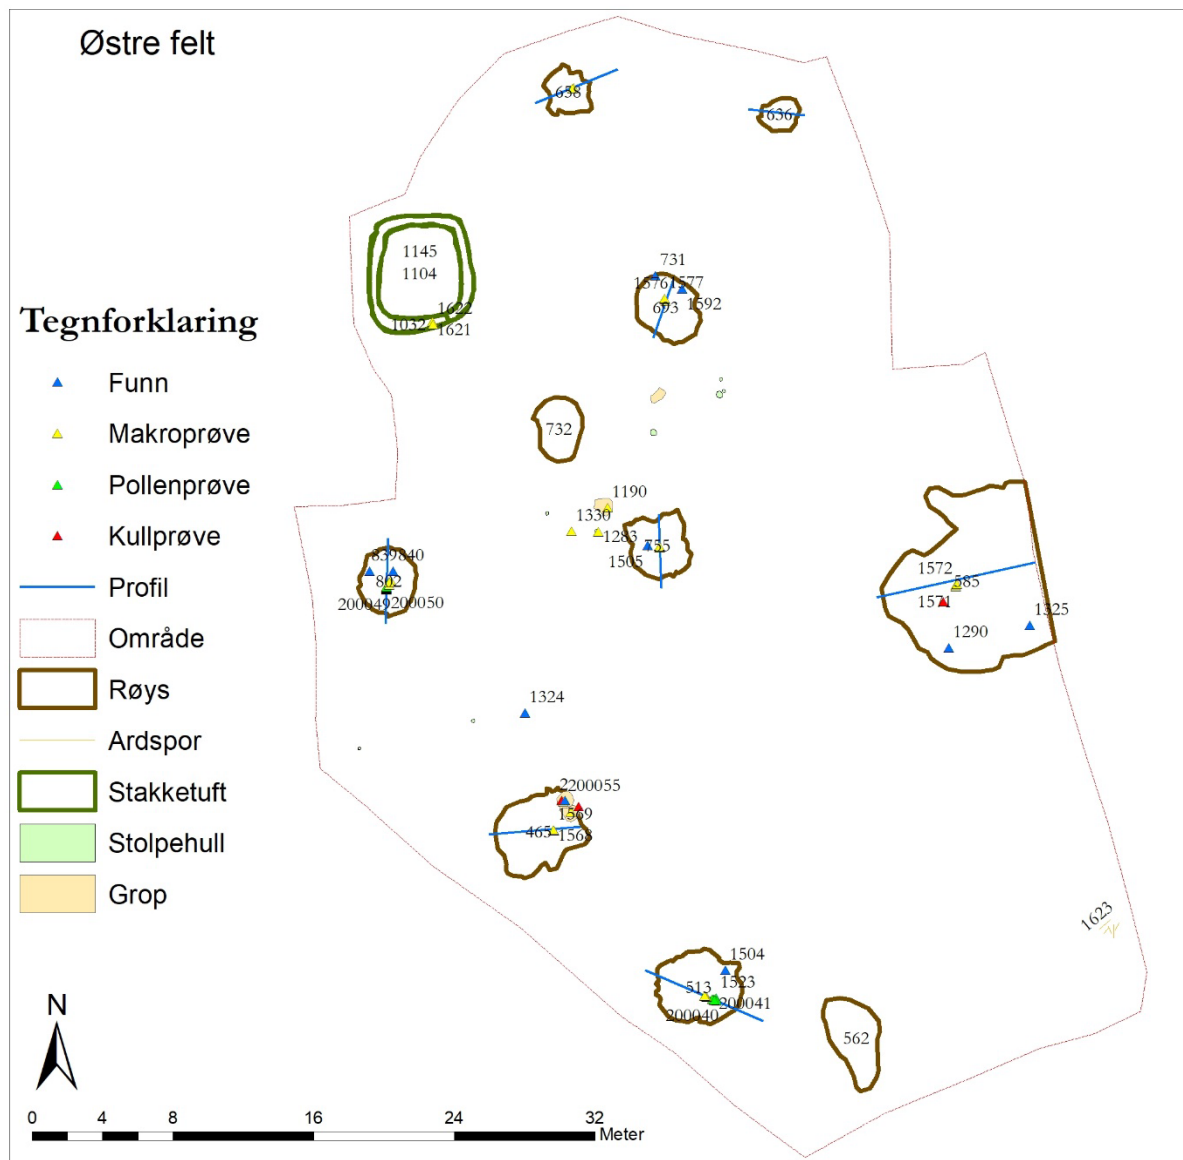 Østre felt
658
636
1145
1104
731
1576
1577
693
1592
1622
1032
1621
732
1190
1330
1283
755
1505
839
840
802
200049
200050
1572
585
1571
1325
1290
1324
2200055
1569
465
1568
1623
1504
513
1523
200041
200040
562
Tegnforklaring
Funn
Makroprøve
Pollenprøve
Kullprøve
Profil
Område
Røys
Ardspor
Stakketuft
Stolpehull
Grop
N
0 4 8 16 24 32
Meter